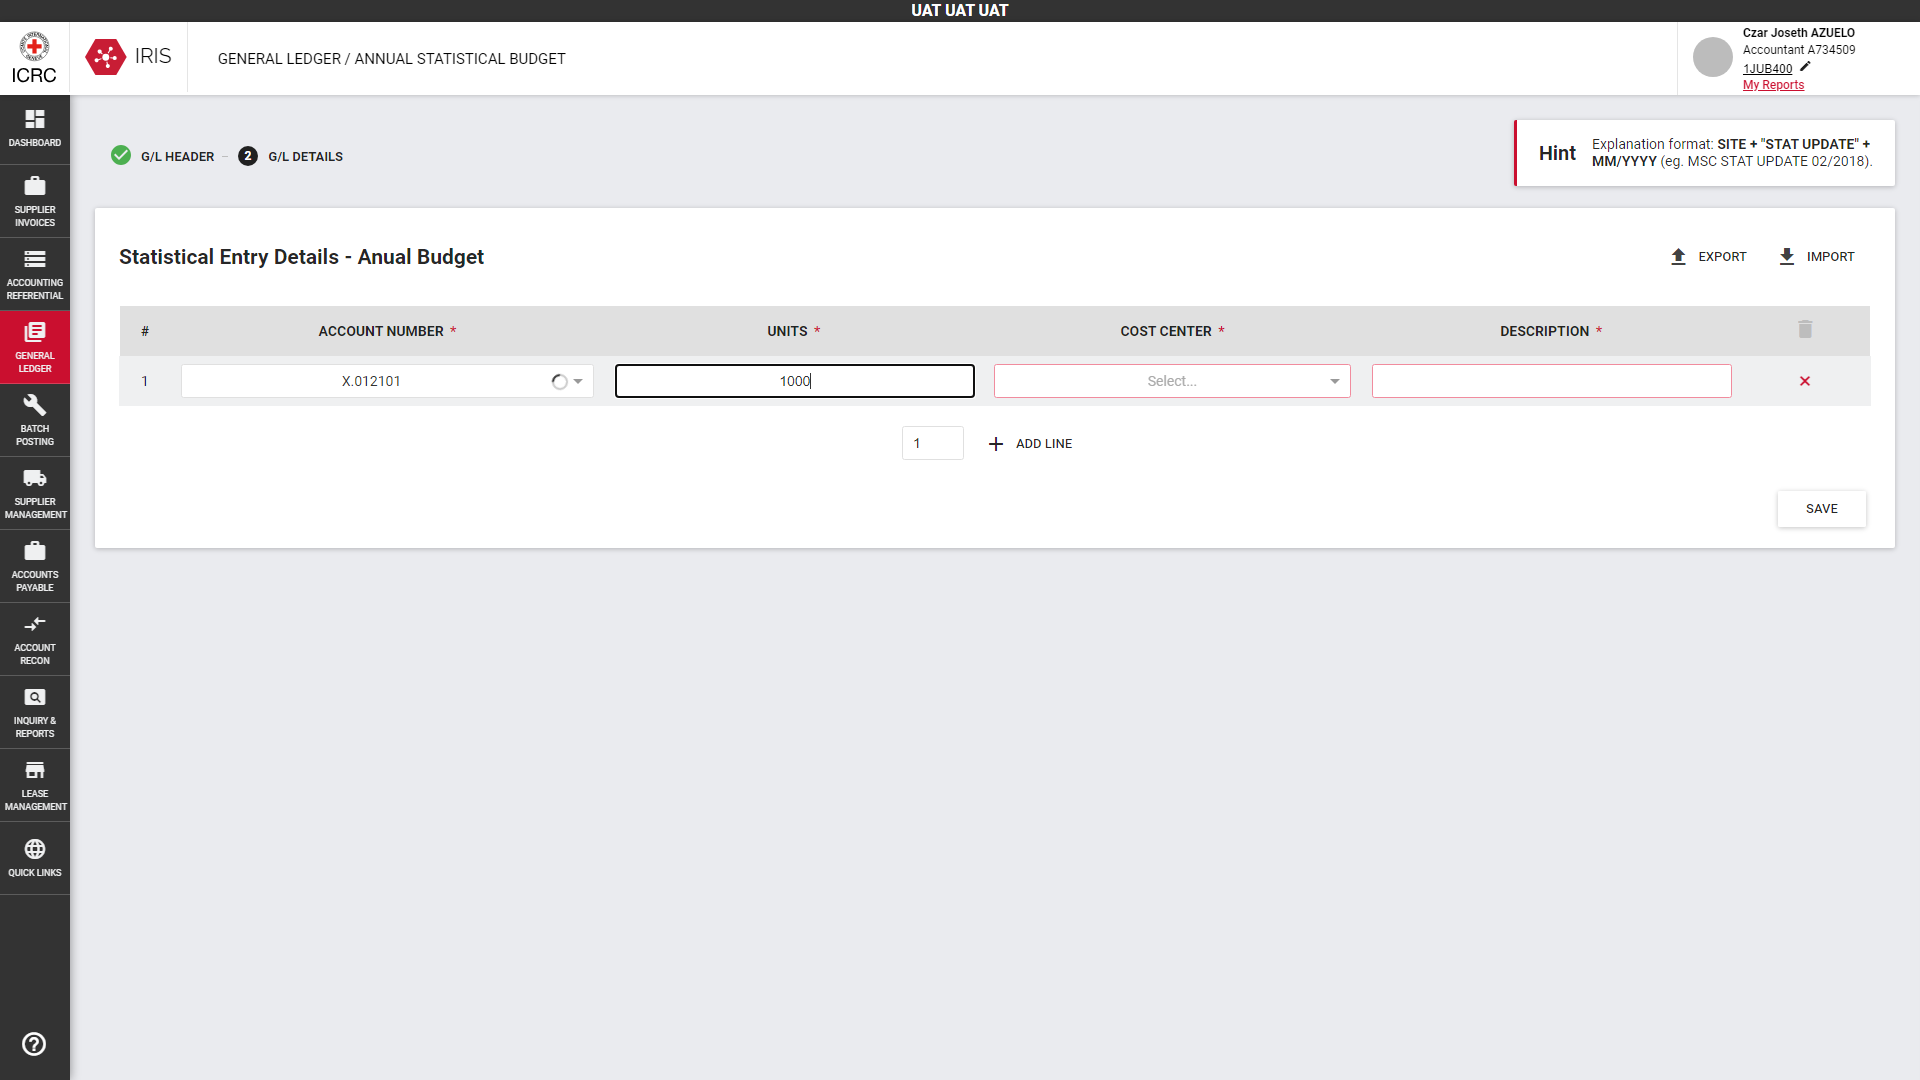 UAT UAT UAT
ICRC
IRIS
GENERAL LEDGER / ANNUAL STATISTICAL BUDGET
Czar Joseth AZUELO
Accountant A734509
1JUB400
My Reports
DASHBOARD
SUPPLIER
INVOICES
ACCOUNTING
REFERENTIAL
GENERAL
LEDGER
BATCH
POSTING
SUPPLIER
MANAGEMENT
ACCOUNTS
PAYABLE
ACCOUNT
RECON
INQUIRY &
REPORTS
LEASE
MANAGEMENT
QUICK LINKS
G/L HEADER – 2 G/L DETAILS
Hint
Explanation format: SITE + "STAT UPDATE" +
MM/YYYY (eg. MSC STAT UPDATE 02/2018).
Statistical Entry Details - Anual Budget
EXPORT
IMPORT
# ACCOUNT NUMBER * UNITS * COST CENTER * DESCRIPTION *
1 X.012101 1000 Select...
1 ADD LINE
SAVE